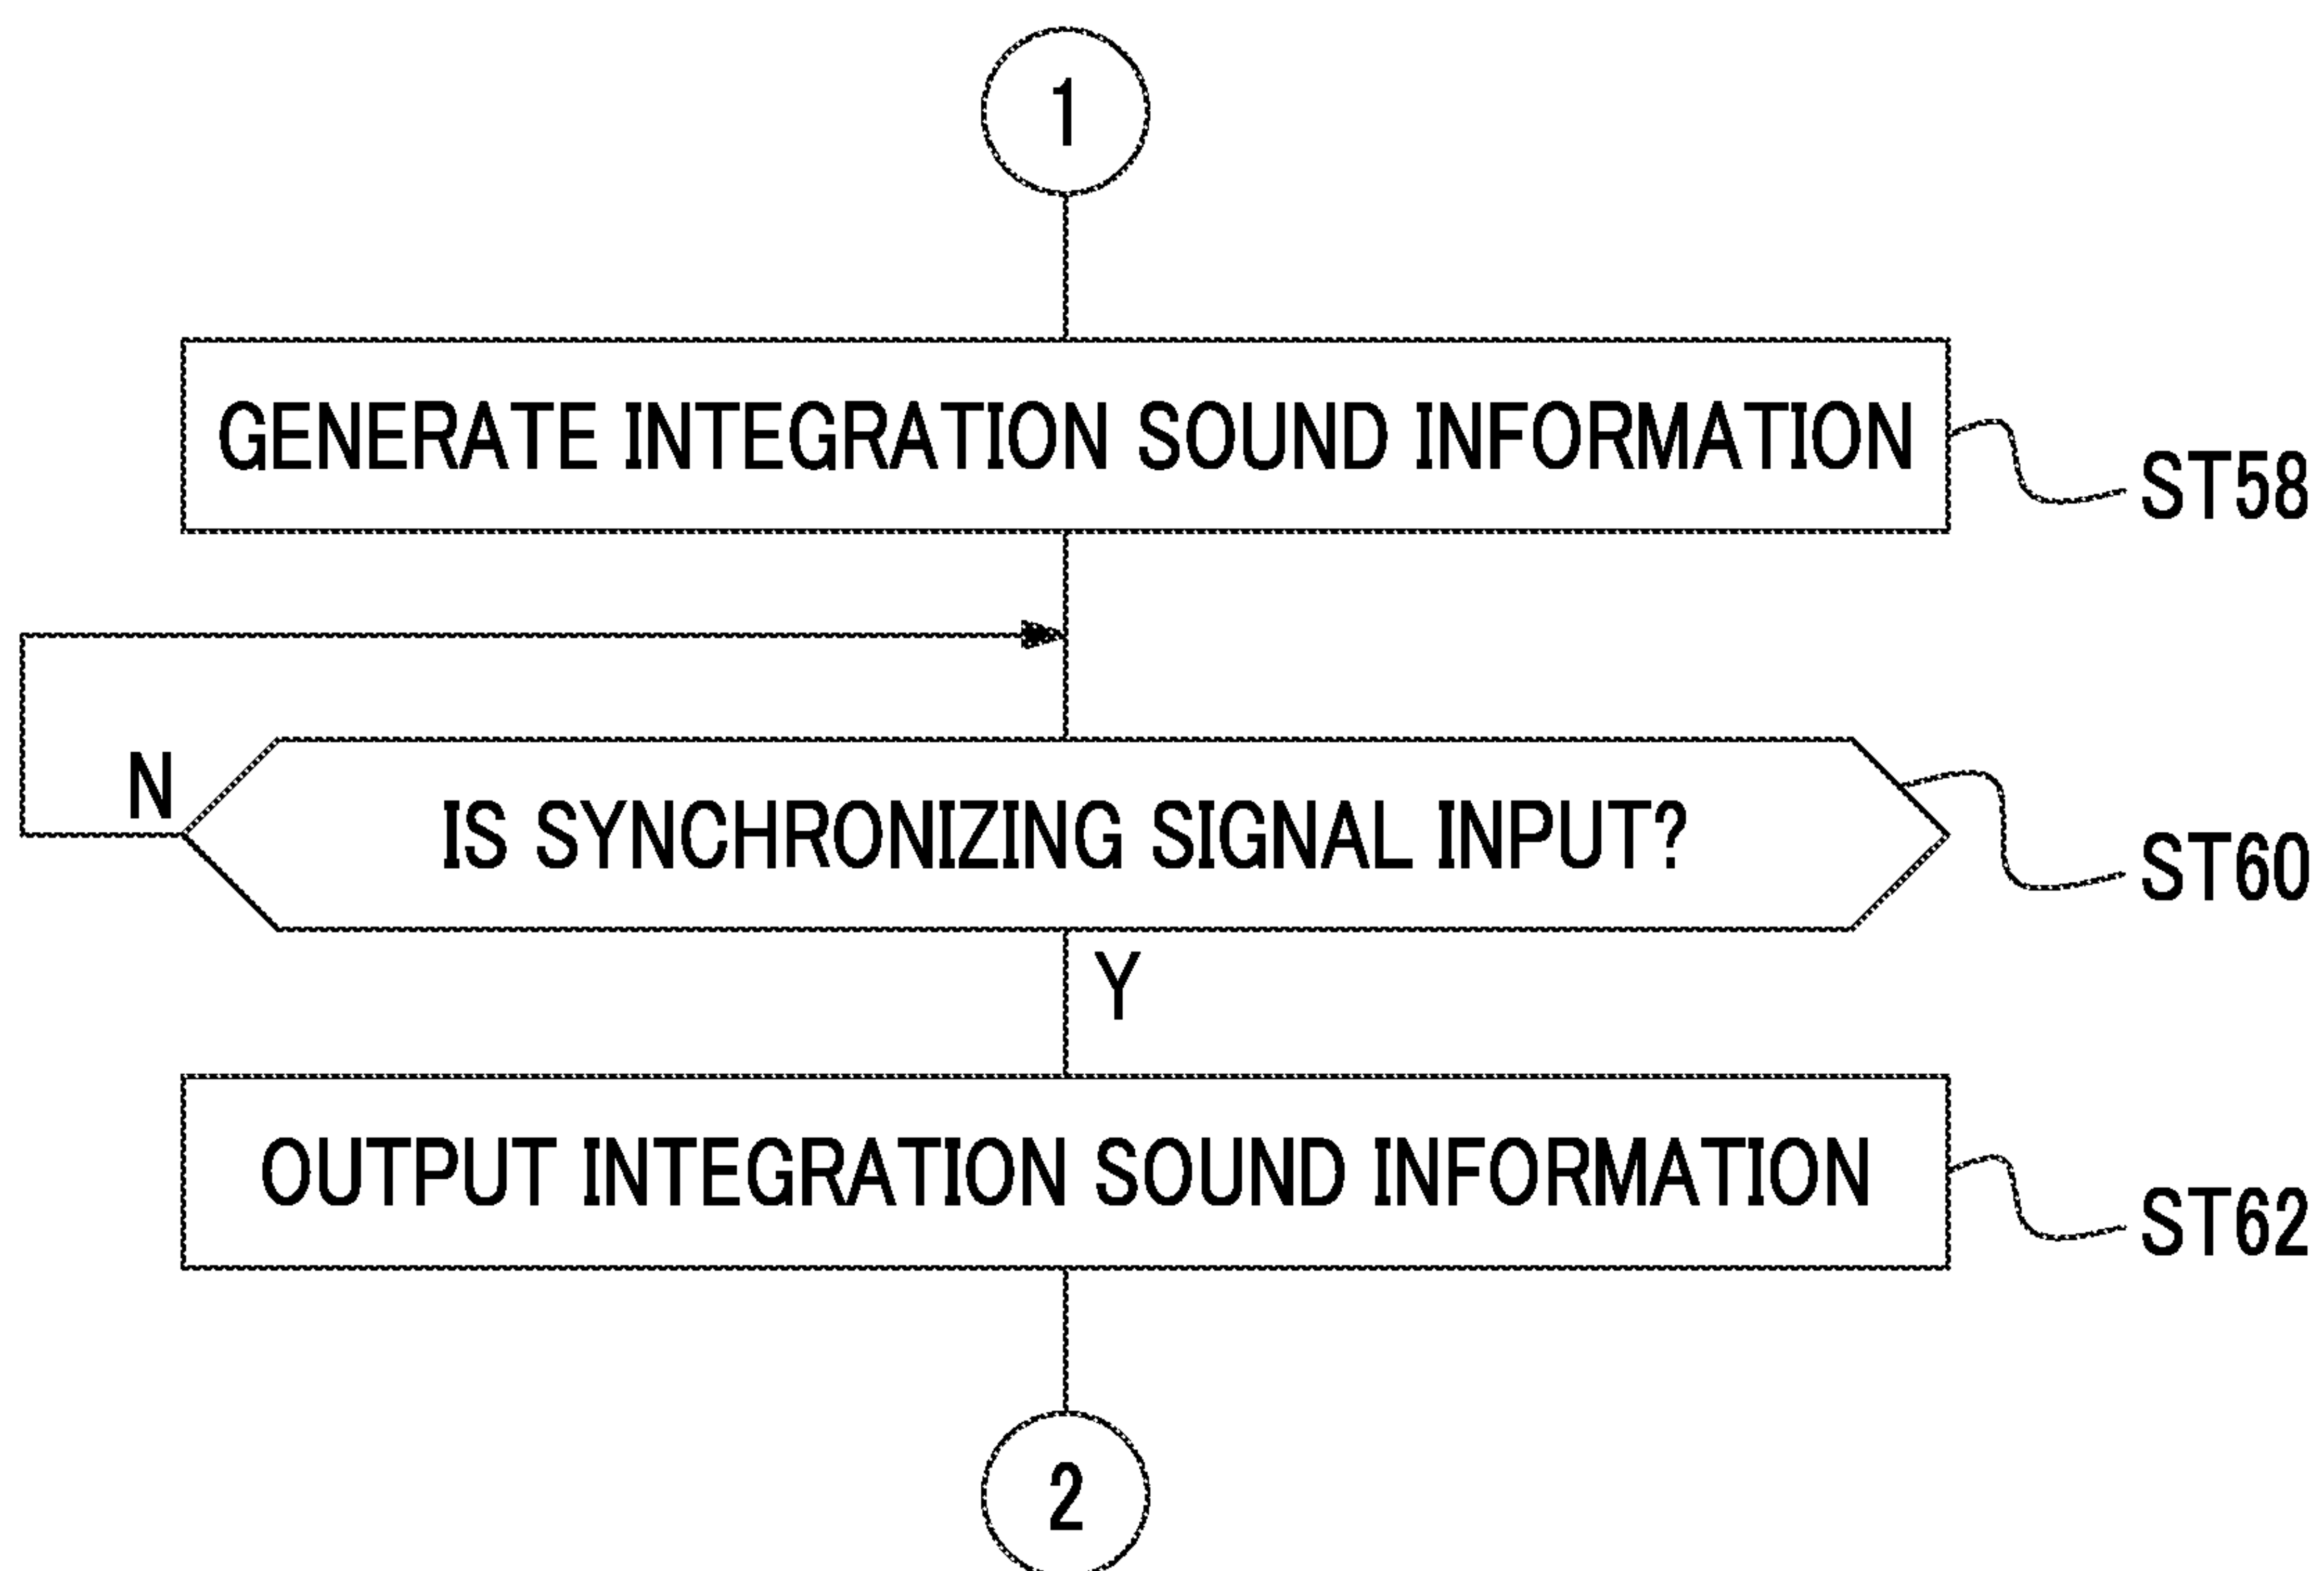 1
GENERATE INTEGRATION SOUND INFORMATION
ST58
N
IS SYNCHRONIZING SIGNAL INPUT?
ST60
Y
OUTPUT INTEGRATION SOUND INFORMATION
ST62
2